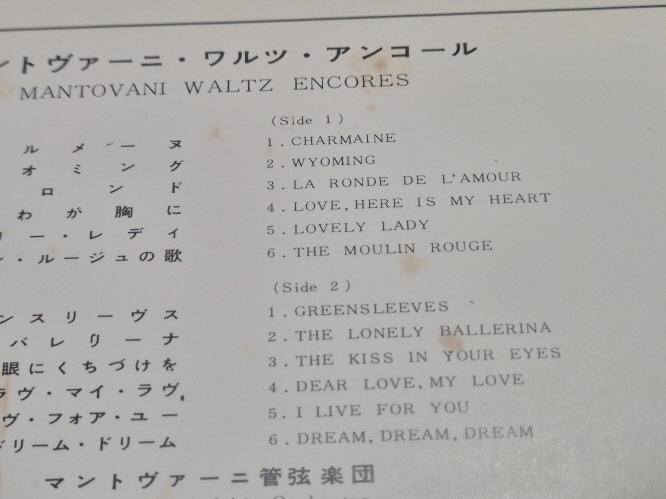 ントヴァーニ・ワルツ・アンコール
MANTOVANI WALTZ ENCORES
(Side 1)
ルメーヌ 1. CHARMAINE
オミング 2. WYOMING
ロンド 3. LA RONDE DE L'AMOUR
わが胸に 4. LOVE, HERE IS MY HEART
リー・レディ 5. LOVELY LADY
ン・ルージュの歌 6. THE MOULIN ROUGE
(Side 2)
ンスリーヴス 1. GREENSLEEVES
バレリーナ 2. THE LONELY BALLERINA
眼にくちづけを 3. THE KISS IN YOUR EYES
ラヴ・マイ・ラヴ 4. DEAR LOVE, MY LOVE
ヴ・フォア・ユー 5. I LIVE FOR YOU
ドリーム・ドリーム 6. DREAM, DREAM, DREAM
マントヴァーニ管弦楽団